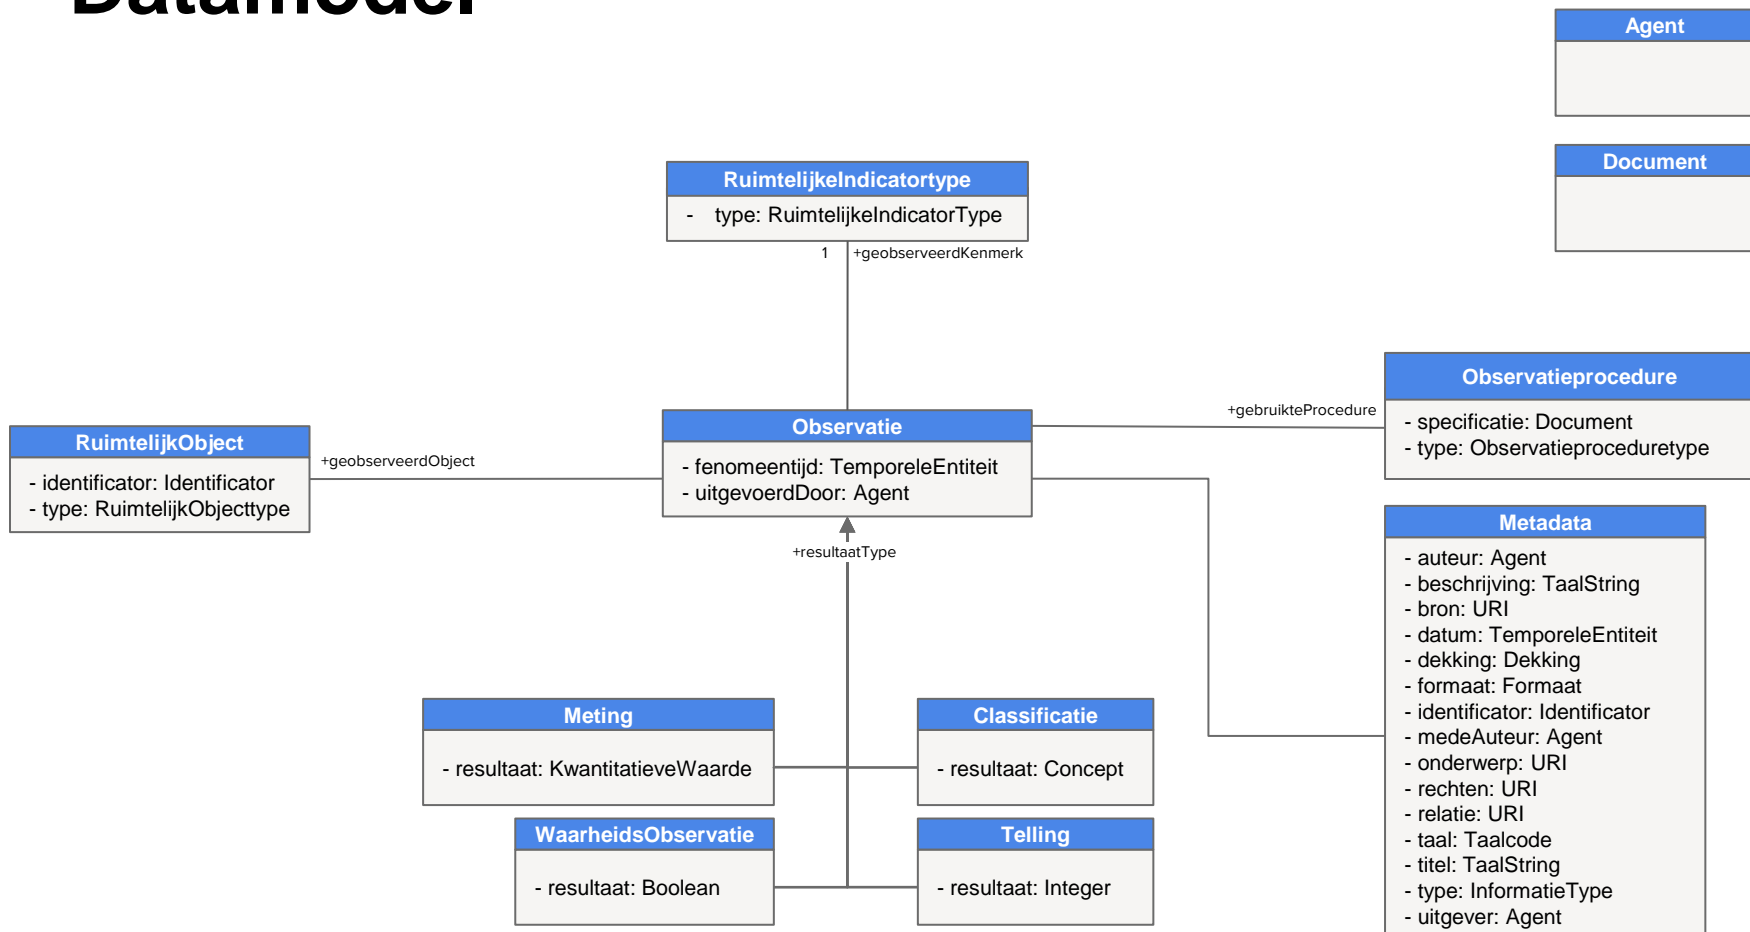 Datamodel
Agent
Document
RuimtelijkeIndicatortype
- type: RuimtelijkeIndicatorType
1 +geobserveerdKenmerk
Observatieprocedure
- specificatie: Document
- type: Observatieproceduretype
+gebruikteProcedure
Observatie
- fenomeentijd: TemporeleEntiteit
- uitgevoerdDoor: Agent
RuimtelijkObject
- identificator: Identificator
- type: RuimtelijkObjecttype
+geobserveerdObject
+resultaatType
Metadata
- auteur: Agent
- beschrijving: TaalString
- bron: URI
- datum: TemporeleEntiteit
- dekking: Dekking
- formaat: Formaat
- identificator: Identificator
- medeAuteur: Agent
- onderwerp: URI
- rechten: URI
- relatie: URI
- taal: Taalcode
- titel: TaalString
- type: InformatieType
- uitgever: Agent
Meting
- resultaat: KwantitatieveWaarde
Classificatie
- resultaat: Concept
WaarheidsObservatie
- resultaat: Boolean
Telling
- resultaat: Integer